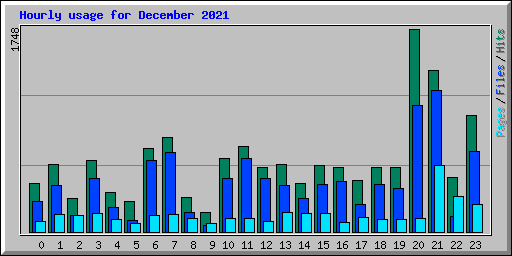 Hourly usage for December 2021
1748
Pages/Files/Hits
0 1 2 3 4 5 6 7 8 9 10 11 12 13 14 15 16 17 18 19 20 21 22 23